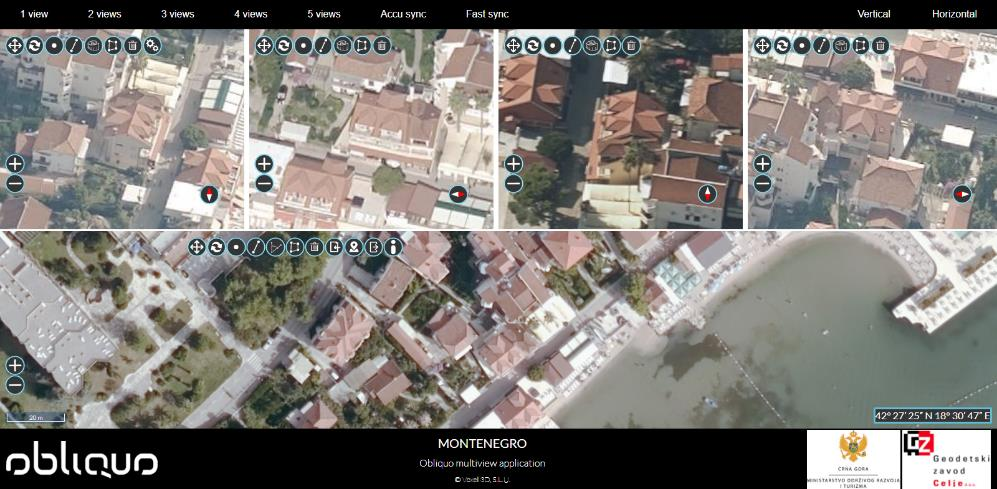 1 view 2 views 3 views 4 views 5 views Accu sync Fast sync Vertical Horizontal
20 m
42° 27' 25" N 18° 30' 47" E
obliquo
MONTENEGRO
Obliquo multiview application
© Voxel 3D, S.L.U.
CRNA GORA
MINISTARSTVO ODRŽIVOG RAZVOJA
I TURIZMA
GZ
Geodetski
zavod
Celje d.o.o.